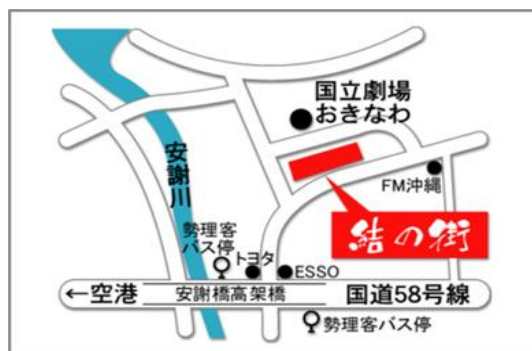 国立劇場
おきなわ
安謝川
FM沖縄
結の街
勢理客
バス停
トヨタ
ESSO
←空港
安謝橋高架橋
国道58号線
勢理客バス停